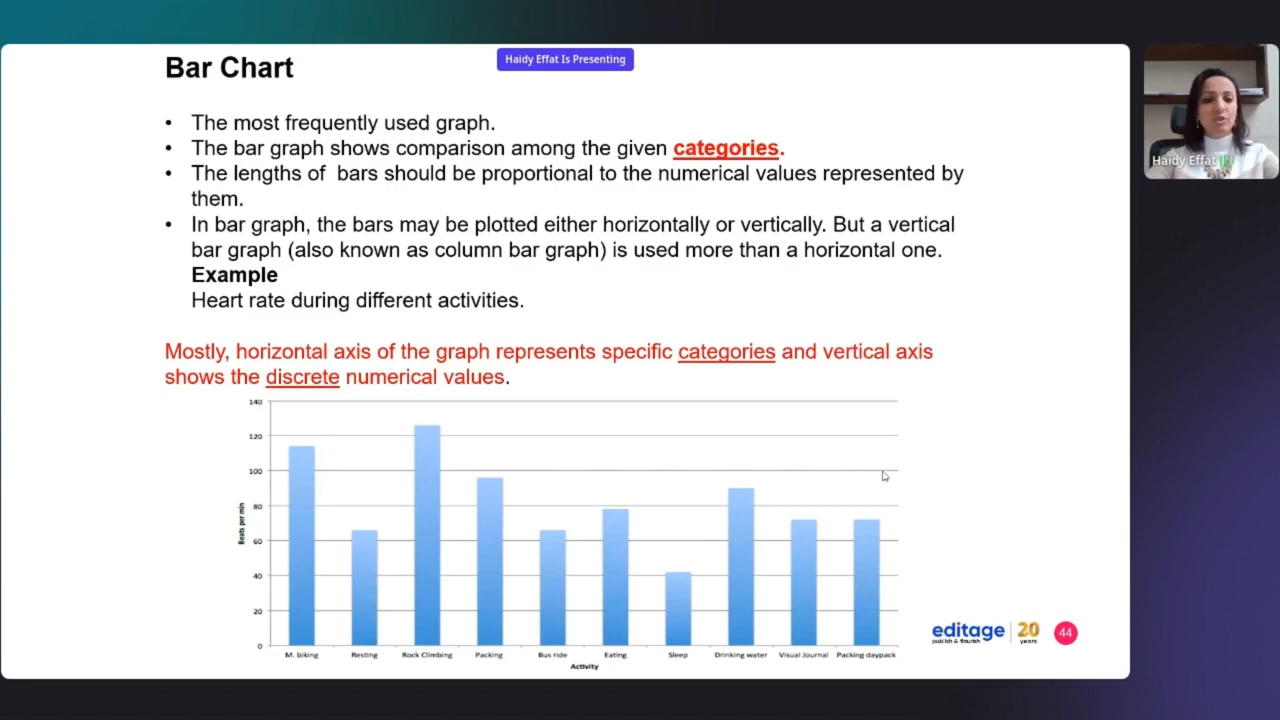 Haidy Effat Is Presenting
Bar Chart
• The most frequently used graph.
• The bar graph shows comparison among the given categories.
• The lengths of bars should be proportional to the numerical values represented by
them.
• In bar graph, the bars may be plotted either horizontally or vertically. But a vertical
bar graph (also known as column bar graph) is used more than a horizontal one.
Example
Heart rate during different activities.
Mostly, horizontal axis of the graph represents specific categories and vertical axis
shows the discrete numerical values.
140
120
100
80
60
40
20
0
Beats per min
M. biking Resting Rock Climbing Packing Bus ride Eating Sleep Drinking water Visual Journal Packing daypack
Activity
editage 20
publish & flourish years
44
Haidy Effat